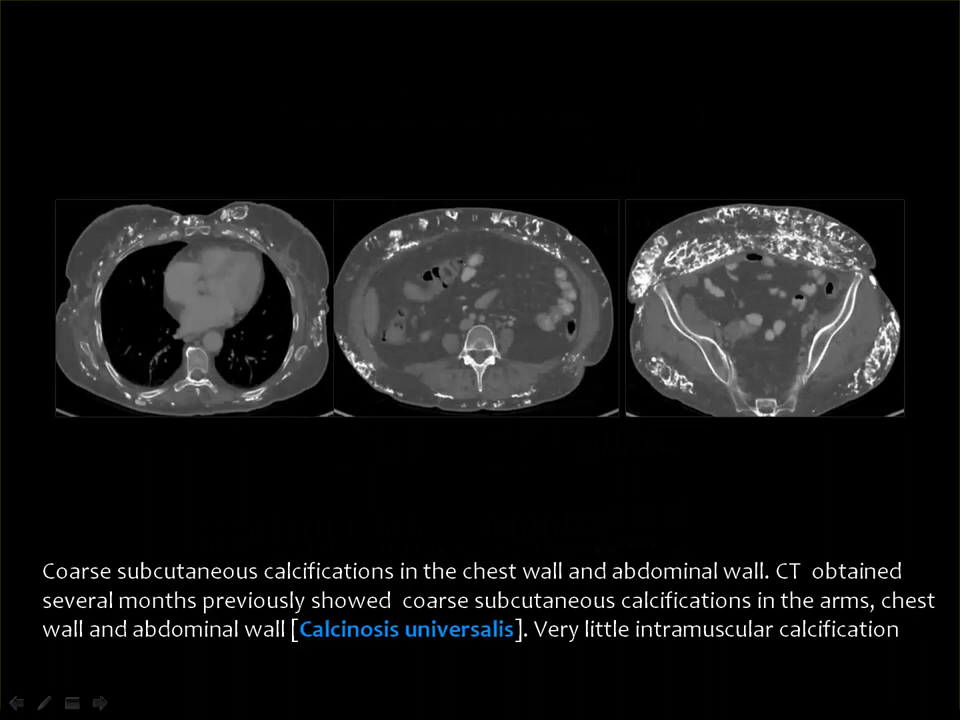 Coarse subcutaneous calcifications in the chest wall and abdominal wall. CT  obtained
several months previously showed  coarse subcutaneous calcifications in the arms, chest
wall and abdominal wall [Calcinosis universalis]. Very little intramuscular calcification